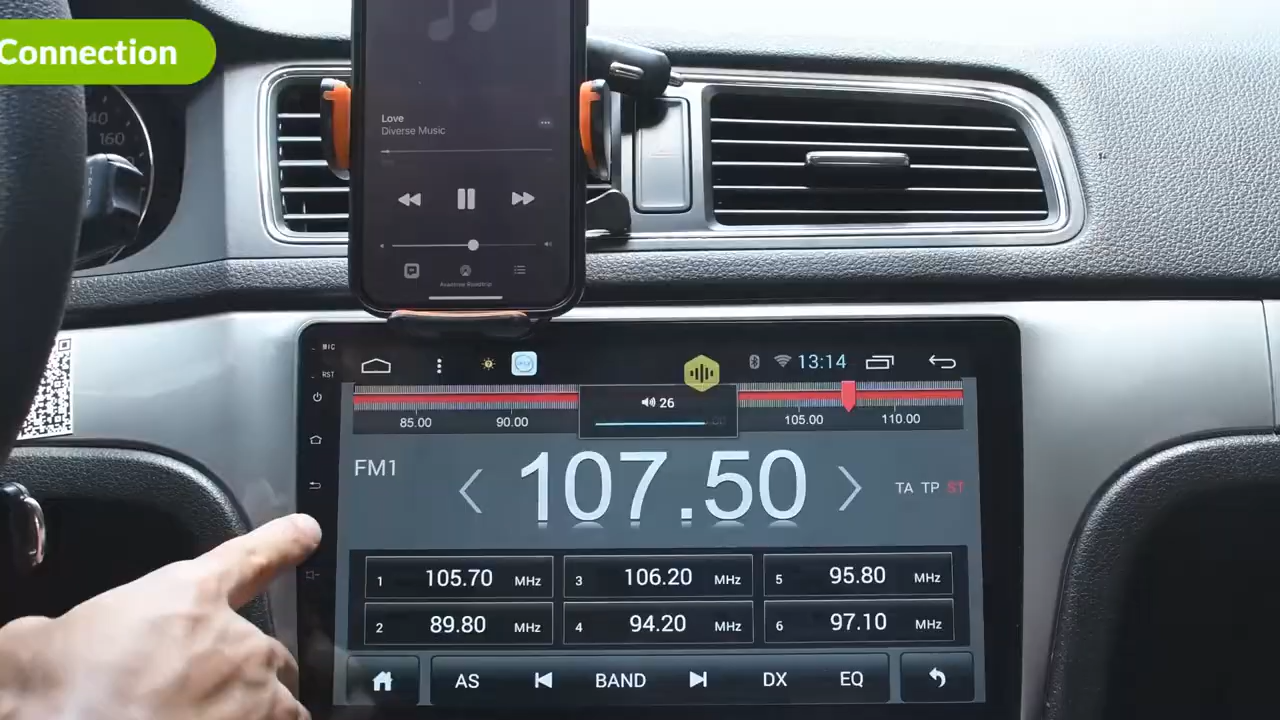 Connection
40
160
Love
Diverse Music
MIC
RST
13:14
26
85.00 90.00 105.00 110.00
FM1
107.50
TA TP ST
1 105.70 MHz 3 106.20 MHz 5 95.80 MHz
2 89.80 MHz 4 94.20 MHz 6 97.10 MHz
AS BAND DX EQ